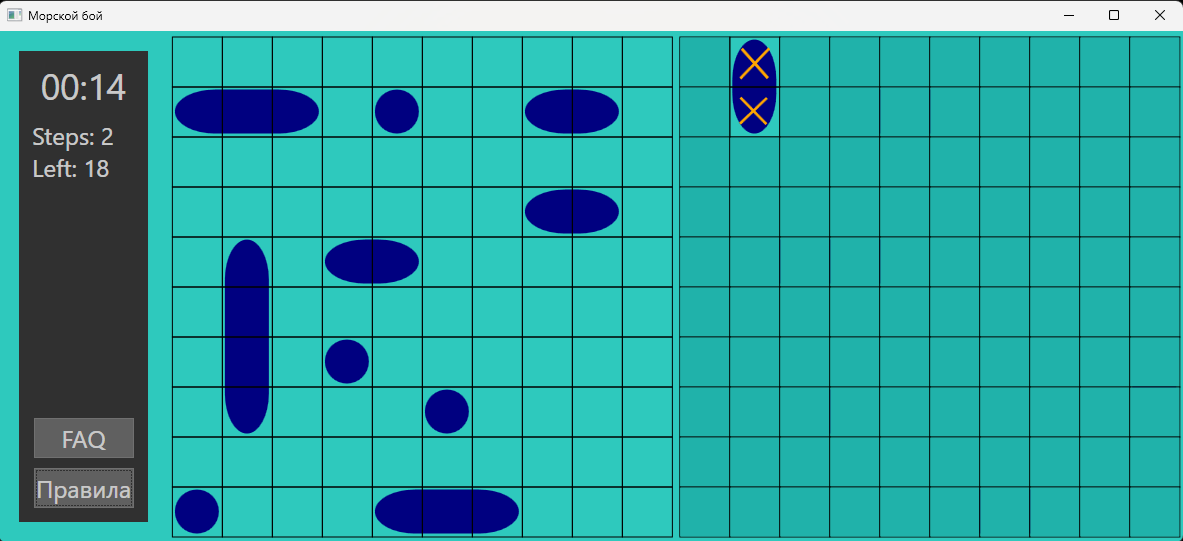 Морской бой
00:14
Steps: 2
Left: 18
FAQ
Правила